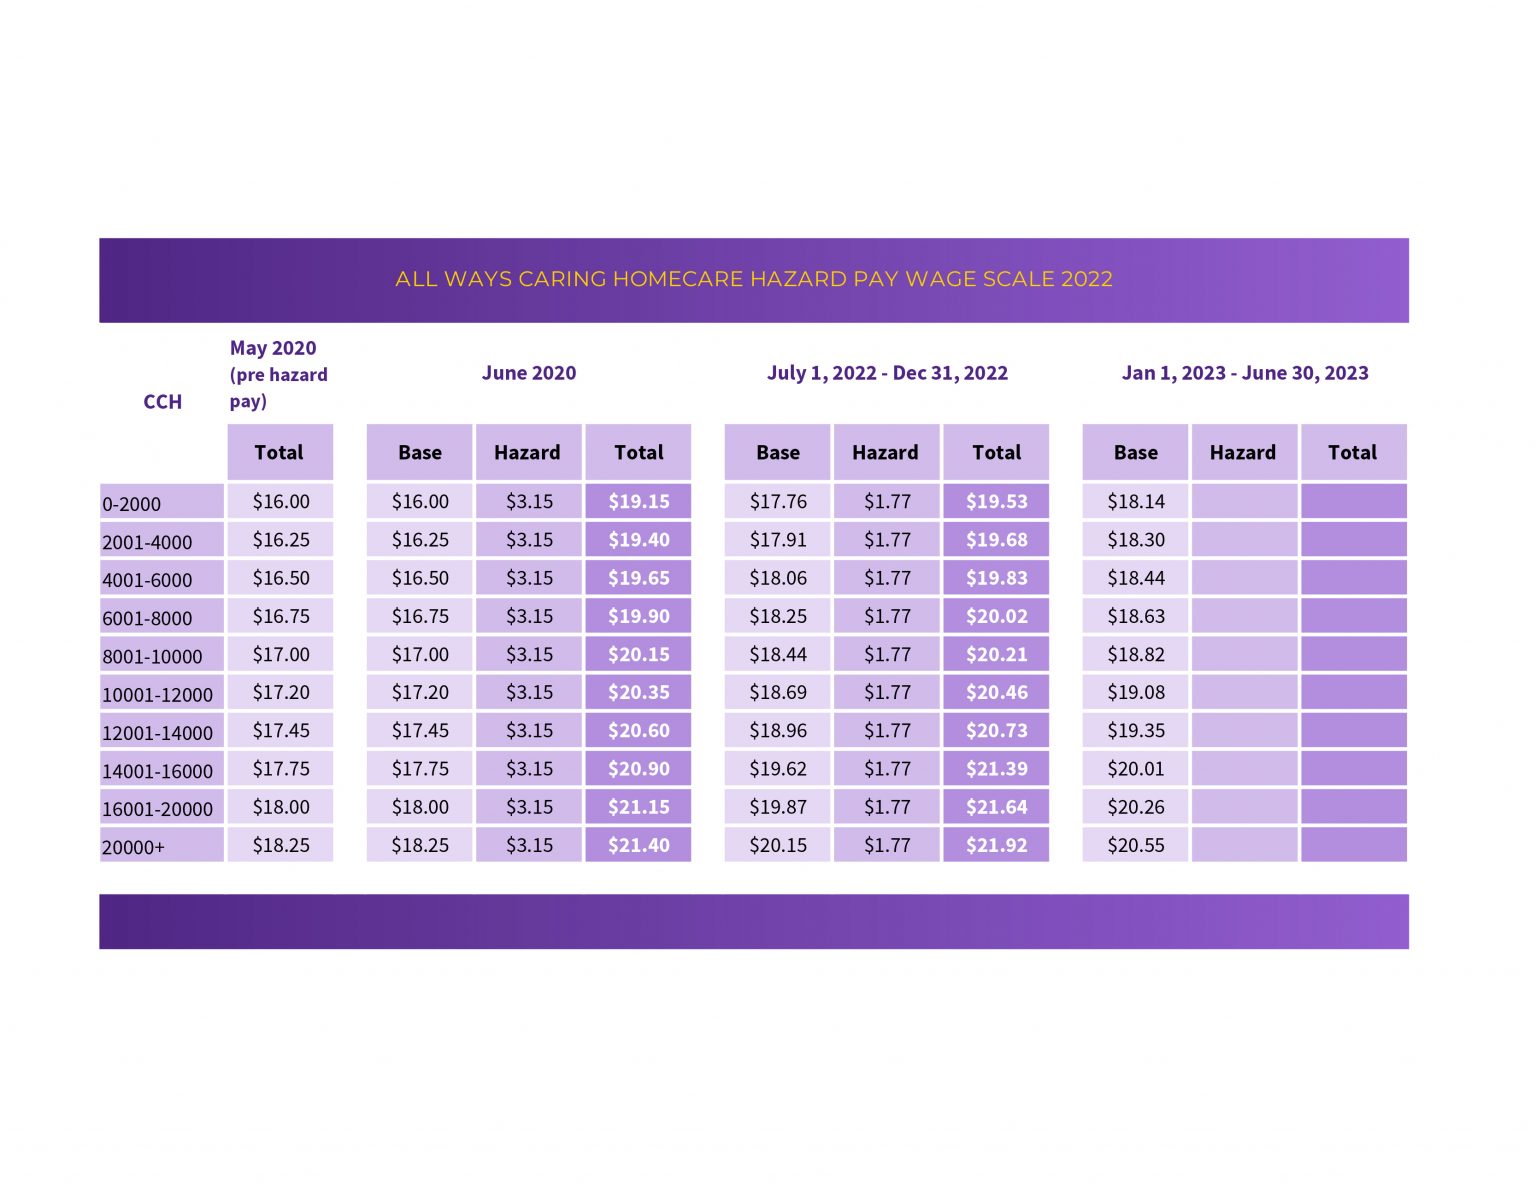 ALL WAYS CARING HOMECARE HAZARD PAY WAGE SCALE 2022
CCH
May 2020
(pre hazard
pay)
June 2020
July 1, 2022 - Dec 31, 2022
Jan 1, 2023 - June 30, 2023
Total Base Hazard Total Base Hazard Total Base Hazard Total
0-2000 $16.00 $16.00 $3.15 $19.15 $17.76 $1.77 $19.53 $18.14
2001-4000 $16.25 $16.25 $3.15 $19.40 $17.91 $1.77 $19.68 $18.30
4001-6000 $16.50 $16.50 $3.15 $19.65 $18.06 $1.77 $19.83 $18.44
6001-8000 $16.75 $16.75 $3.15 $19.90 $18.25 $1.77 $20.02 $18.63
8001-10000 $17.00 $17.00 $3.15 $20.15 $18.44 $1.77 $20.21 $18.82
10001-12000 $17.20 $17.20 $3.15 $20.35 $18.69 $1.77 $20.46 $19.08
12001-14000 $17.45 $17.45 $3.15 $20.60 $18.96 $1.77 $20.73 $19.35
14001-16000 $17.75 $17.75 $3.15 $20.90 $19.62 $1.77 $21.39 $20.01
16001-20000 $18.00 $18.00 $3.15 $21.15 $19.87 $1.77 $21.64 $20.26
20000+ $18.25 $18.25 $3.15 $21.40 $20.15 $1.77 $21.92 $20.55